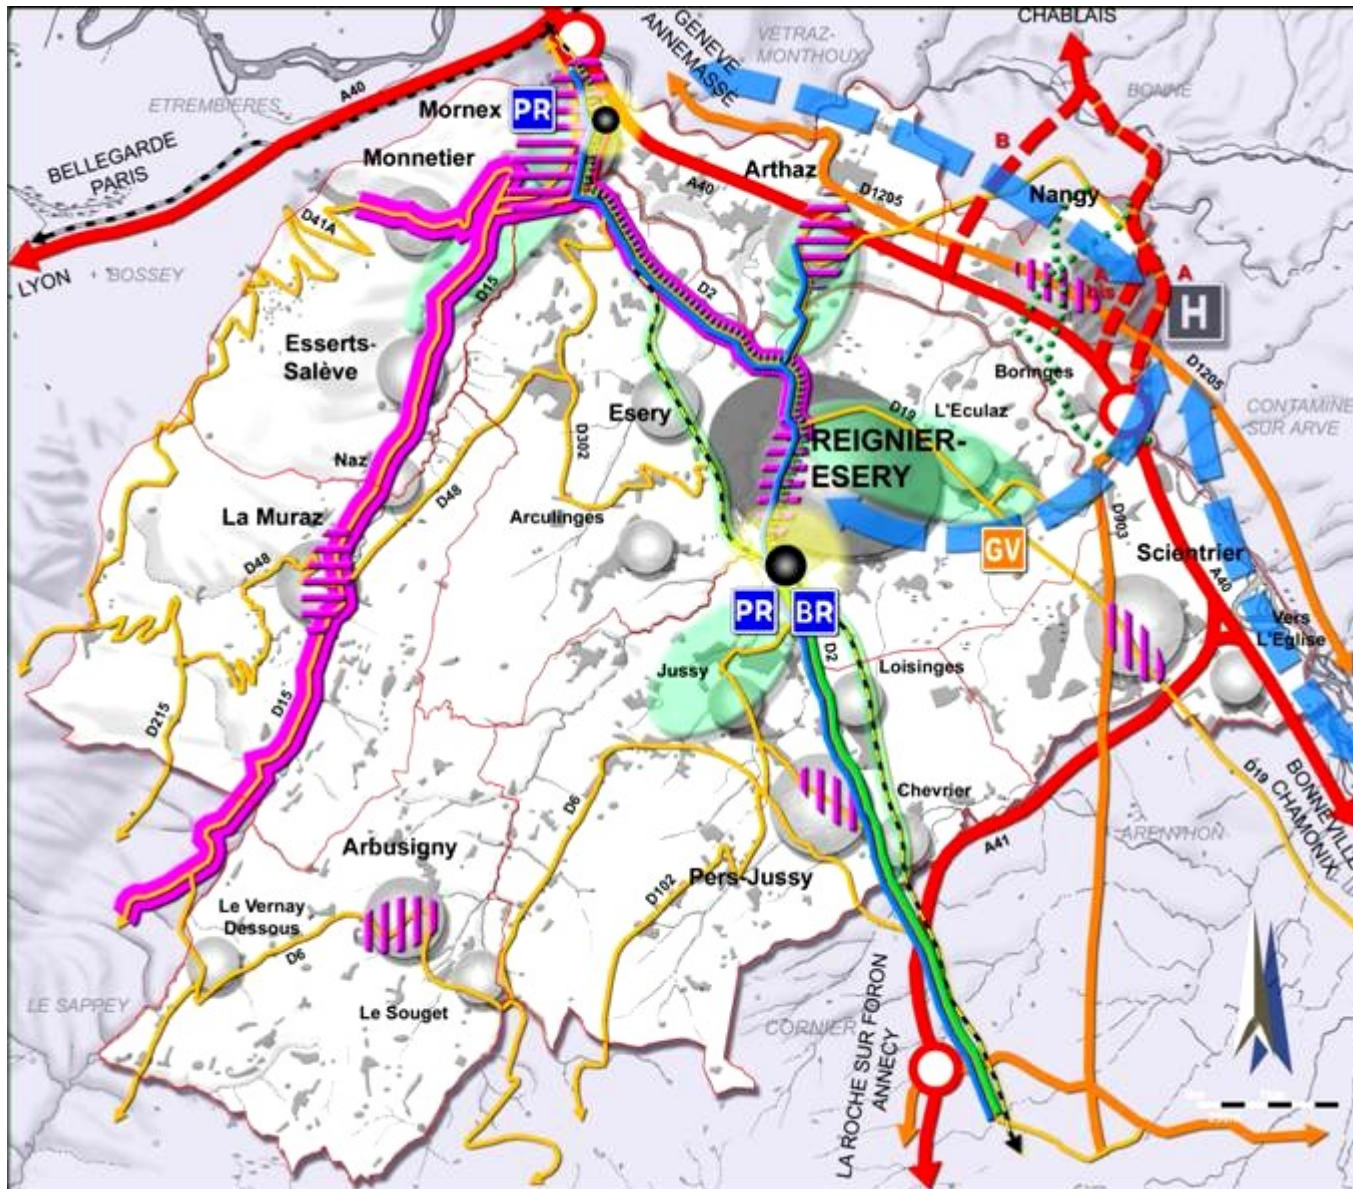 CHABLAIS
GENEVE
ANNEMASSE
VETRAZ-
MONTHOUX
BONNE
ETREMBIERES
A40
Mornex
PR
BELLEGARDE
PARIS
Monnetier
Arthaz
A40
D1205
B
Nangy
D41A
LYON
BOSSEY
D15
D2
A
A
H
Esserts-
Salève
Boringes
D1205
Esery
D19
L'Eculaz
CONTAMINE
SUR ARVE
REIGNIER-
ESERY
D302
Naz
D48
La Muraz
Arculinges
D903
GV
Scientrier
D48
A40
PR
BR
Vers
L'Eglise
D2
Jussy
Loisinges
D15
D215
D6
Chevrier
D19
BONNEVILLE
CHAMONIX
Arbusigny
A41
ARENTHON
Pers-Jussy
D102
Le Vernay
Dessous
D6
LE SAPPEY
Le Souget
CORNIER
LA ROCHE SUR FORON
ANNECY